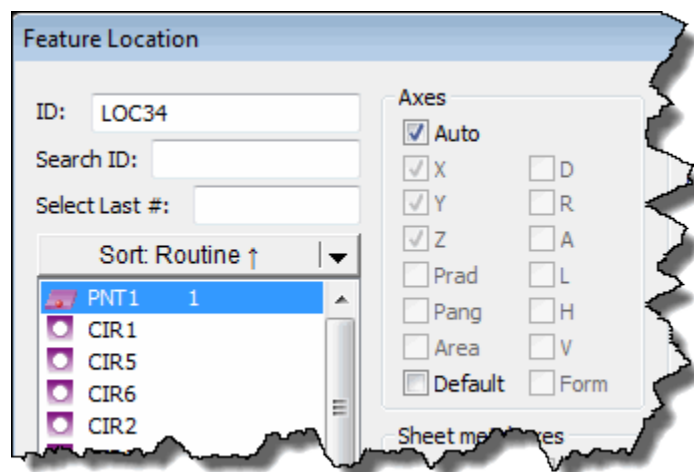 Feature Location
ID: LOC34
Search ID:
Select Last #:
Sort: Routine ↑
PNT1 1
CIR1
CIR5
CIR6
CIR2
Axes
Auto
X D
Y R
Z A
Prad L
Pang H
Area V
Default Form
Sheet